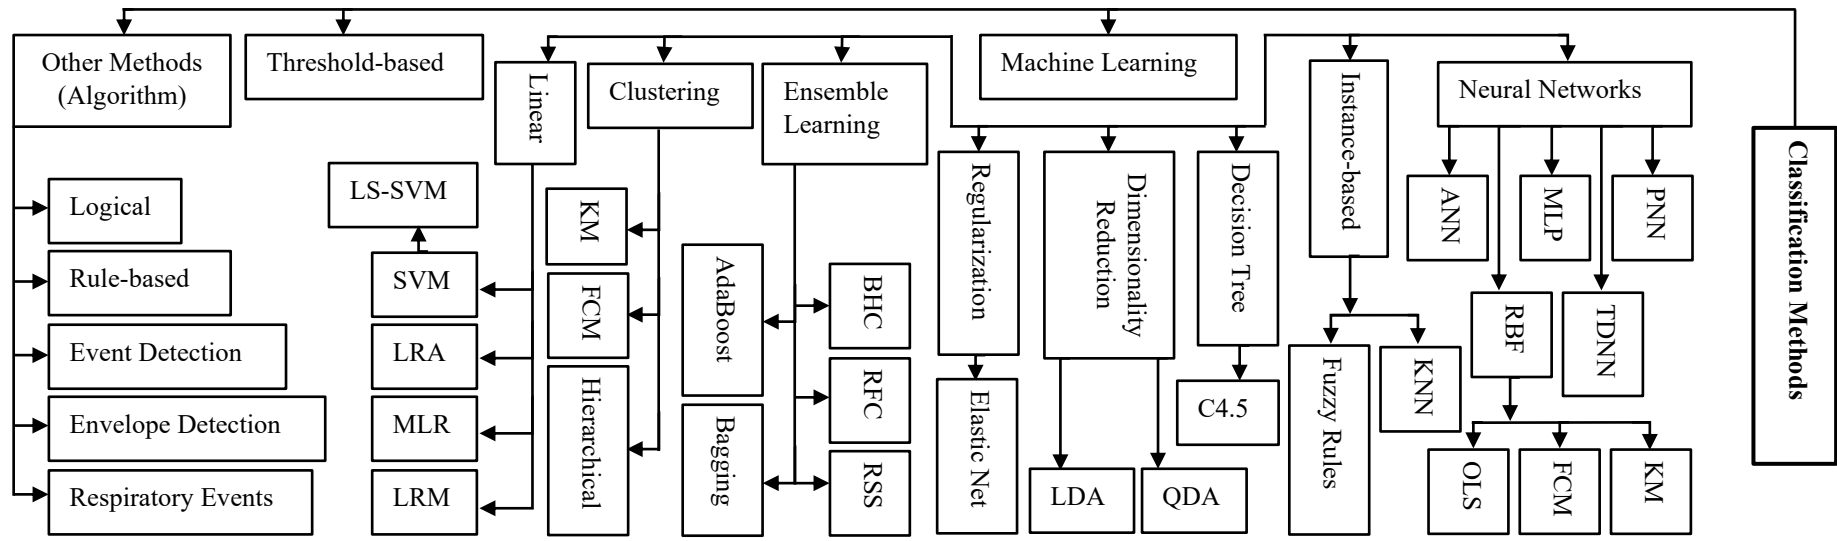 Other Methods
(Algorithm)
Threshold-based
Machine Learning
Linear
Clustering
Ensemble
Learning
Instance-based
Neural Networks
Classification Methods
Regularization
Dimensionality
Reduction
Decision Tree
Logical
Rule-based
Event Detection
Envelope Detection
Respiratory Events
LS-SVM
SVM
LRA
MLR
LRM
KM
FCM
Hierarchical
AdaBoost
Bagging
BHC
RFC
RSS
Elastic Net
LDA
QDA
C4.5
Fuzzy Rules
KNN
ANN
MLP
PNN
RBF
TDNN
OLS
FCM
KM